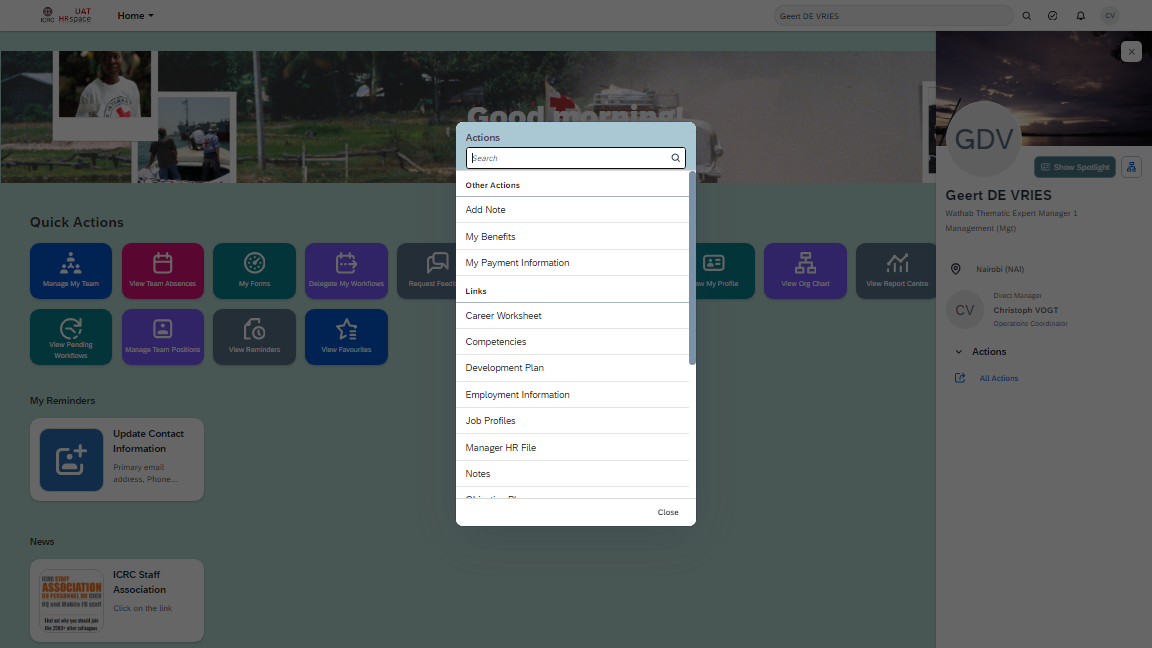 ICRC
UAT
HRspace
Home
Geert DE VRIES
CV
Good morning!
Actions
Search
Other Actions
Add Note
My Benefits
My Payment Information
Links
Career Worksheet
Competencies
Development Plan
Employment Information
Job Profiles
Manager HR File
Notes
Close
Quick Actions
Manage My Team
View Team Absences
My Forms
Delegate My Workflows
Request Feedb
My Profile
View Org Chart
View Report Centre
View Pending
Workflows
Manage Team Positions
View Reminders
View Favourites
My Reminders
Update Contact
Information
Primary email
address, Phone...
News
ICRC STAFF
ASSOCIATION
DU PERSONNEL DU CICR
HQ and Mobile HQ staff
Find out why you should join
the 2000+ other colleagues.
ICRC Staff
Association
Click on the link
GDV
Show Spotlight
Geert DE VRIES
Wathab Thematic Expert Manager 1
Management (Mgt)
Nairobi (NAI)
CV
Direct Manager
Christoph VOGT
Operations Coordinator
Actions
All Actions